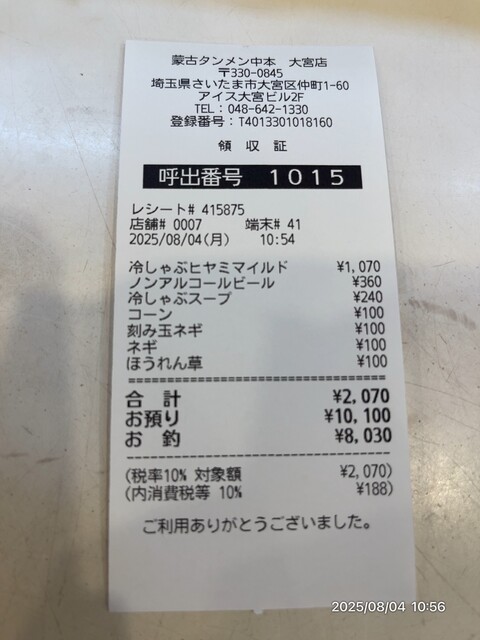 蒙古タンメン中本 大宮店
〒330-0845
埼玉県さいたま市大宮区仲町1-60
アイス大宮ビル2F
TEL：048-642-1330
登録番号：T4013301018160
領 収 証
呼出番号 1015
レシート# 415875
店舗# 0007 端末# 41
2025/08/04(月) 10:54
冷しゃぶヒヤミマイルド ¥1,070
ノンアルコールビール ¥360
冷しゃぶスープ ¥240
コーン ¥100
刻み玉ネギ ¥100
ネギ ¥100
ほうれん草 ¥100
合 計 ¥2,070
お預り ¥10,100
お 釣 ¥8,030
(税率10% 対象額 ¥2,070)
(内消費税等 10% ¥188)
ご利用ありがとうございました。
2025/08/04 10:56